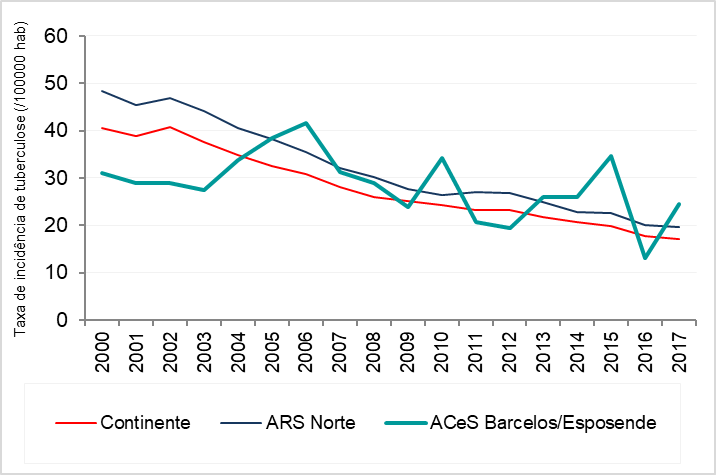 Taxa de incidência de tuberculose (/100000 hab)
60
50
40
30
20
10
0
2000 2001 2002 2003 2004 2005 2006 2007 2008 2009 2010 2011 2012 2013 2014 2015 2016 2017
Continente ARS Norte ACeS Barcelos/Esposende